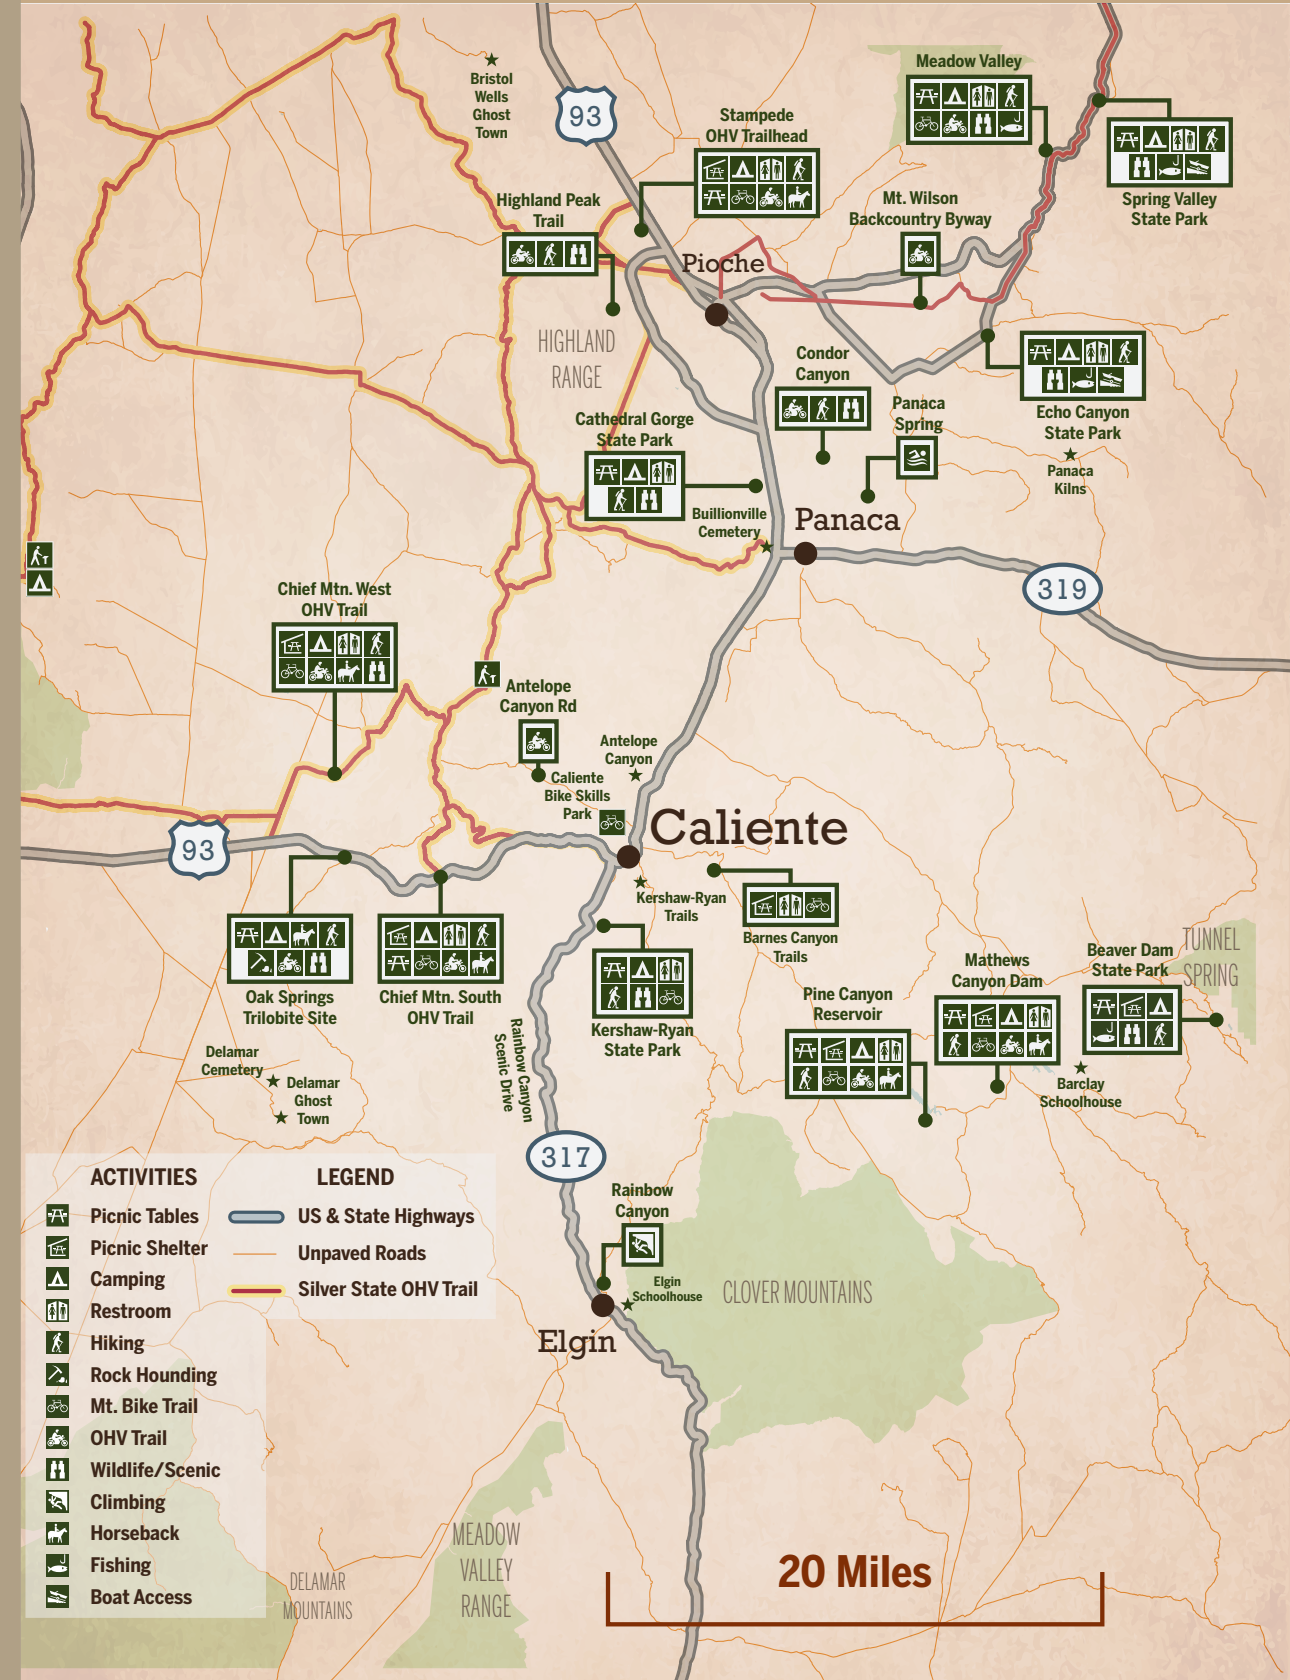 Bristol
Wells
Ghost
Town
93
Stampede
OHV Trailhead
Meadow Valley
Spring Valley
State Park
Highland Peak
Trail
Mt. Wilson
Backcountry Byway
Pioche
HIGHLAND
RANGE
Condor
Canyon
Panaca
Spring
Echo Canyon
State Park
Panaca
Kilns
Cathedral Gorge
State Park
Buillionville
Cemetery
Panaca
319
Chief Mtn. West
OHV Trail
Antelope
Canyon Rd
Antelope
Canyon
Caliente
Bike Skills
Park
Caliente
93
Kershaw-Ryan
Trails
Barnes Canyon
Trails
Oak Springs
Trilobite Site
Chief Mtn. South
OHV Trail
Kershaw-Ryan
State Park
Pine Canyon
Reservoir
Mathews
Canyon Dam
Beaver Dam
State Park
TUNNEL
SPRING
Barclay
Schoolhouse
Rainbow Canyon
Scenic Drive
Delamar
Cemetery
Delamar
Ghost
Town
317
Rainbow
Canyon
Elgin
Schoolhouse
Elgin
CLOVER MOUNTAINS
ACTIVITIES
Picnic Tables
Picnic Shelter
Camping
Restroom
Hiking
Rock Hounding
Mt. Bike Trail
OHV Trail
Wildlife/Scenic
Climbing
Horseback
Fishing
Boat Access
LEGEND
US & State Highways
Unpaved Roads
Silver State OHV Trail
DELAMAR
MOUNTAINS
MEADOW
VALLEY
RANGE
20 Miles